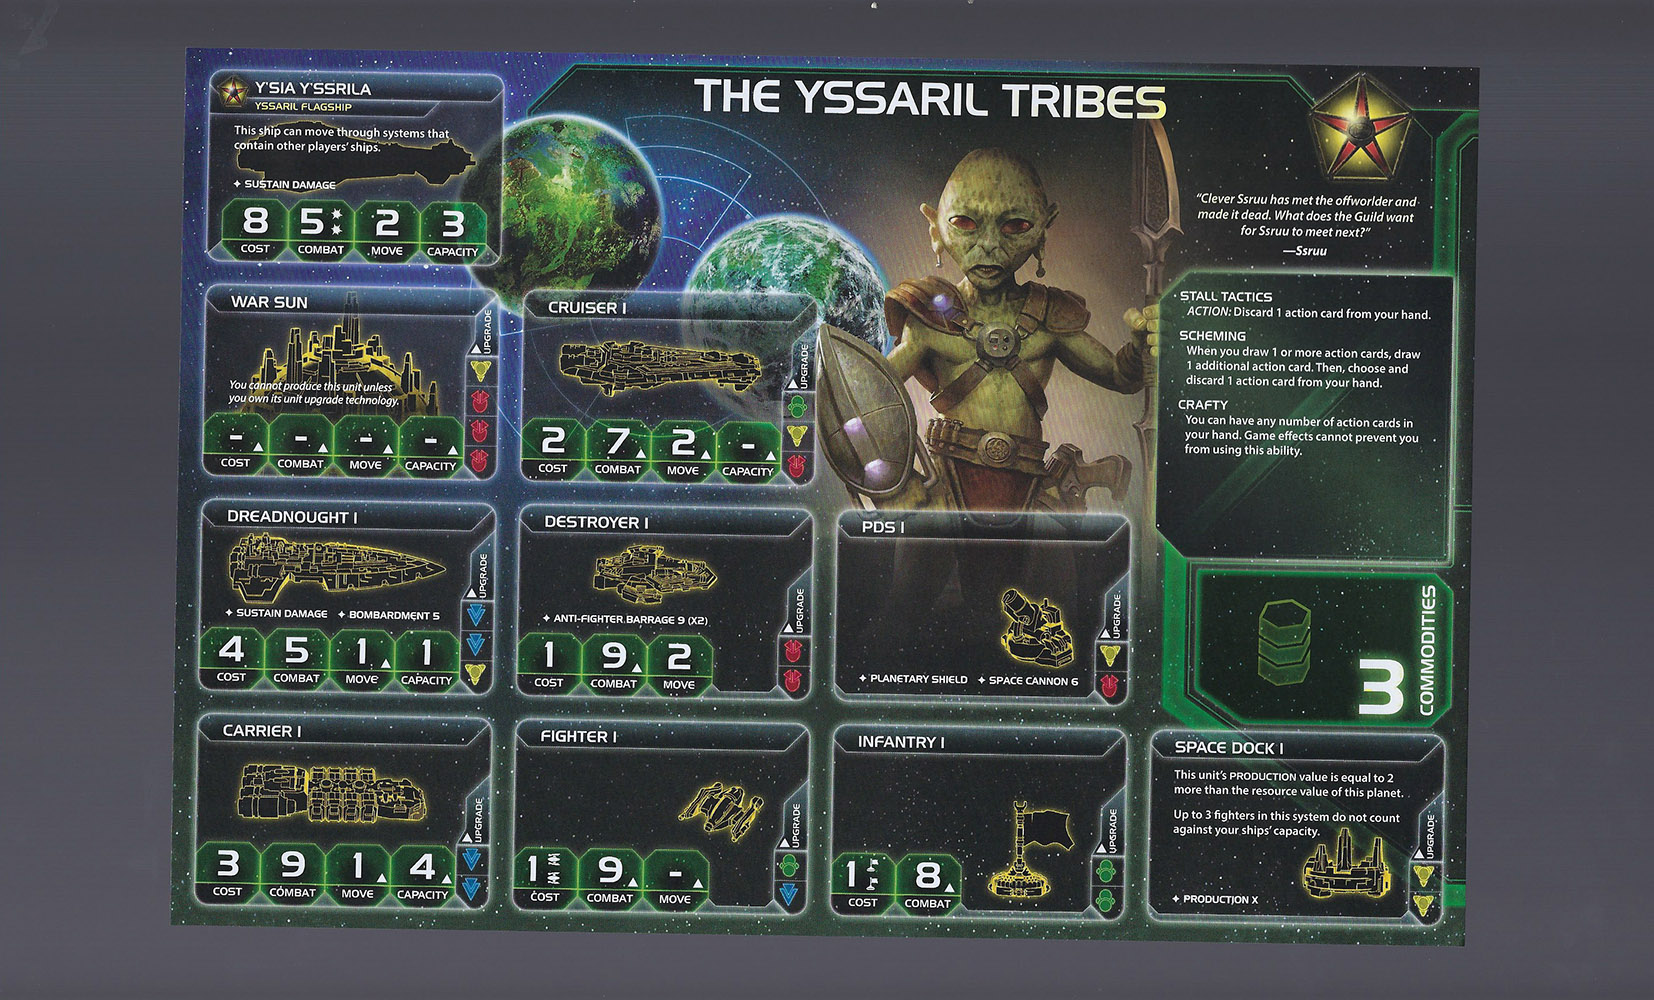 THE YSSARIL TRIBES
Y'SIA Y'SSRILA
YSSARIL FLAGSHIP
This ship can move through systems that
contain other players' ships.
✦ SUSTAIN DAMAGE
8 5 2 3
COST COMBAT MOVE CAPACITY
"Clever Ssruu has met the offworlder and
made it dead. What does the Guild want
for Ssruu to meet next?"
—Ssruu
WAR SUN
UPGRADE
You cannot produce this unit unless
you own its unit upgrade technology.
- - - -
COST COMBAT MOVE CAPACITY
CRUISER I
UPGRADE
2 7 2 -
COST COMBAT MOVE CAPACITY
STALL TACTICS
ACTION: Discard 1 action card from your hand.
SCHEMING
When you draw 1 or more action cards, draw
1 additional action card. Then, choose and
discard 1 action card from your hand.
CRAFTY
You can have any number of action cards in
your hand. Game effects cannot prevent you
from using this ability.
DREADNOUGHT I
UPGRADE
✦ SUSTAIN DAMAGE ✦ BOMBARDMENT 5
4 5 1 1
COST COMBAT MOVE CAPACITY
DESTROYER I
UPGRADE
✦ ANTI-FIGHTER BARRAGE 9 (X2)
1 9 2
COST COMBAT MOVE
PDS I
UPGRADE
✦ PLANETARY SHIELD ✦ SPACE CANNON 6
3
COMMODITIES
CARRIER I
UPGRADE
3 9 1 4
COST COMBAT MOVE CAPACITY
FIGHTER I
UPGRADE
1 9 -
COST COMBAT MOVE
INFANTRY I
UPGRADE
1 8
COST COMBAT
SPACE DOCK I
This unit's PRODUCTION value is equal to 2
more than the resource value of this planet.
Up to 3 fighters in this system do not count
against your ships' capacity.
UPGRADE
✦ PRODUCTION X